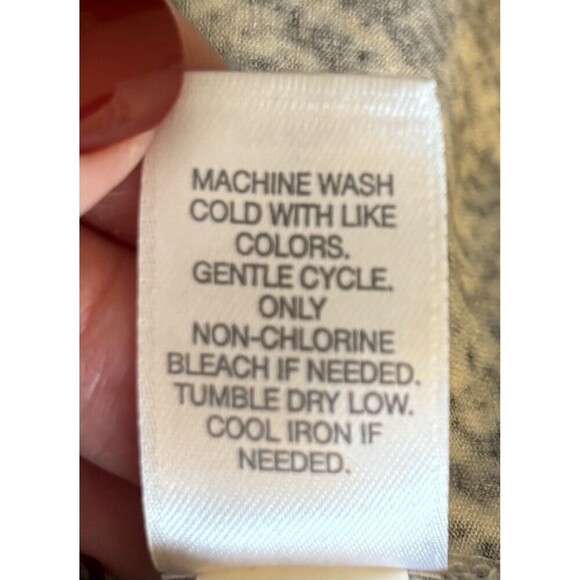 MACHINE WASH
COLD WITH LIKE
COLORS.
GENTLE CYCLE.
ONLY
NON-CHLORINE
BLEACH IF NEEDED.
TUMBLE DRY LOW.
COOL IRON IF
NEEDED.